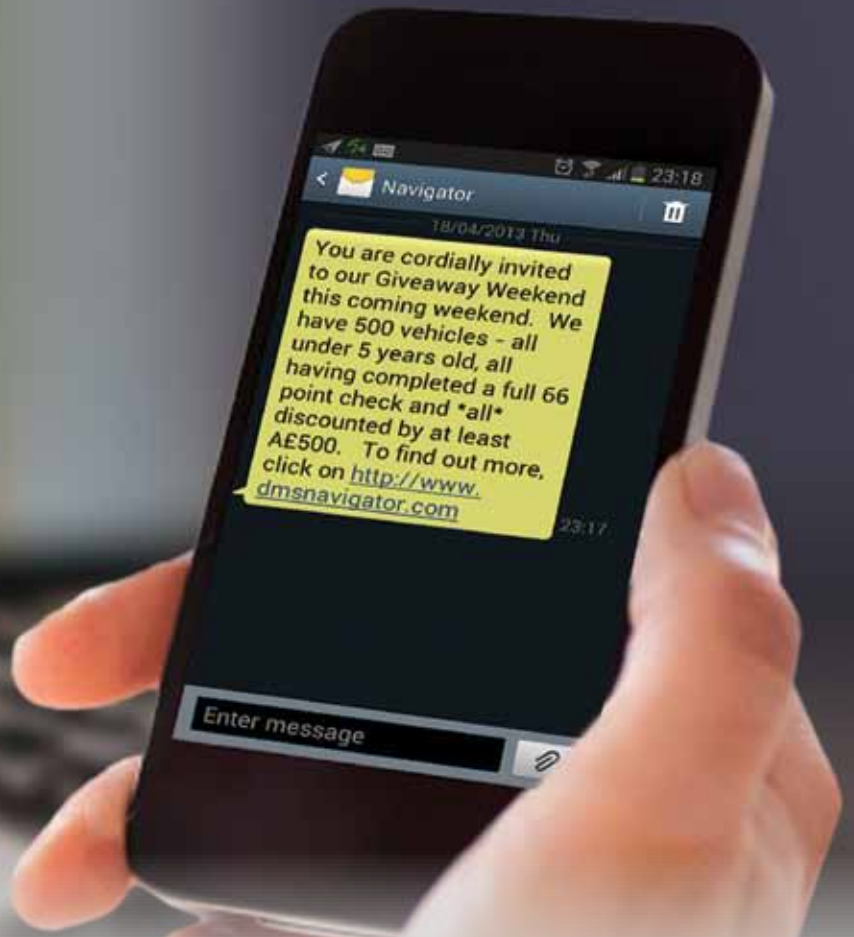 23:18
< Navigator
18/04/2013 Thu
You are cordially invited
to our Giveaway Weekend
this coming weekend.  We
have 500 vehicles - all
under 5 years old, all
having completed a full 66
point check and *all*
discounted by at least
A£500.   To find out more,
click on http://www.
dmsnavigator.com
23:17
Enter message